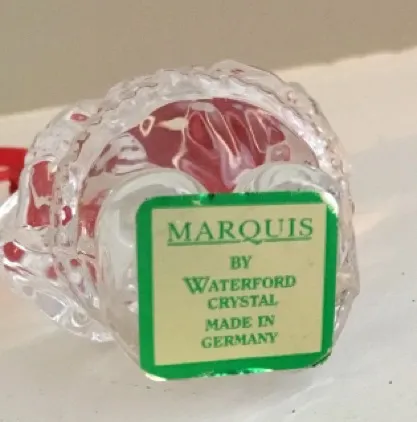 MARQUIS
BY
WATERFORD
CRYSTAL
MADE IN
GERMANY